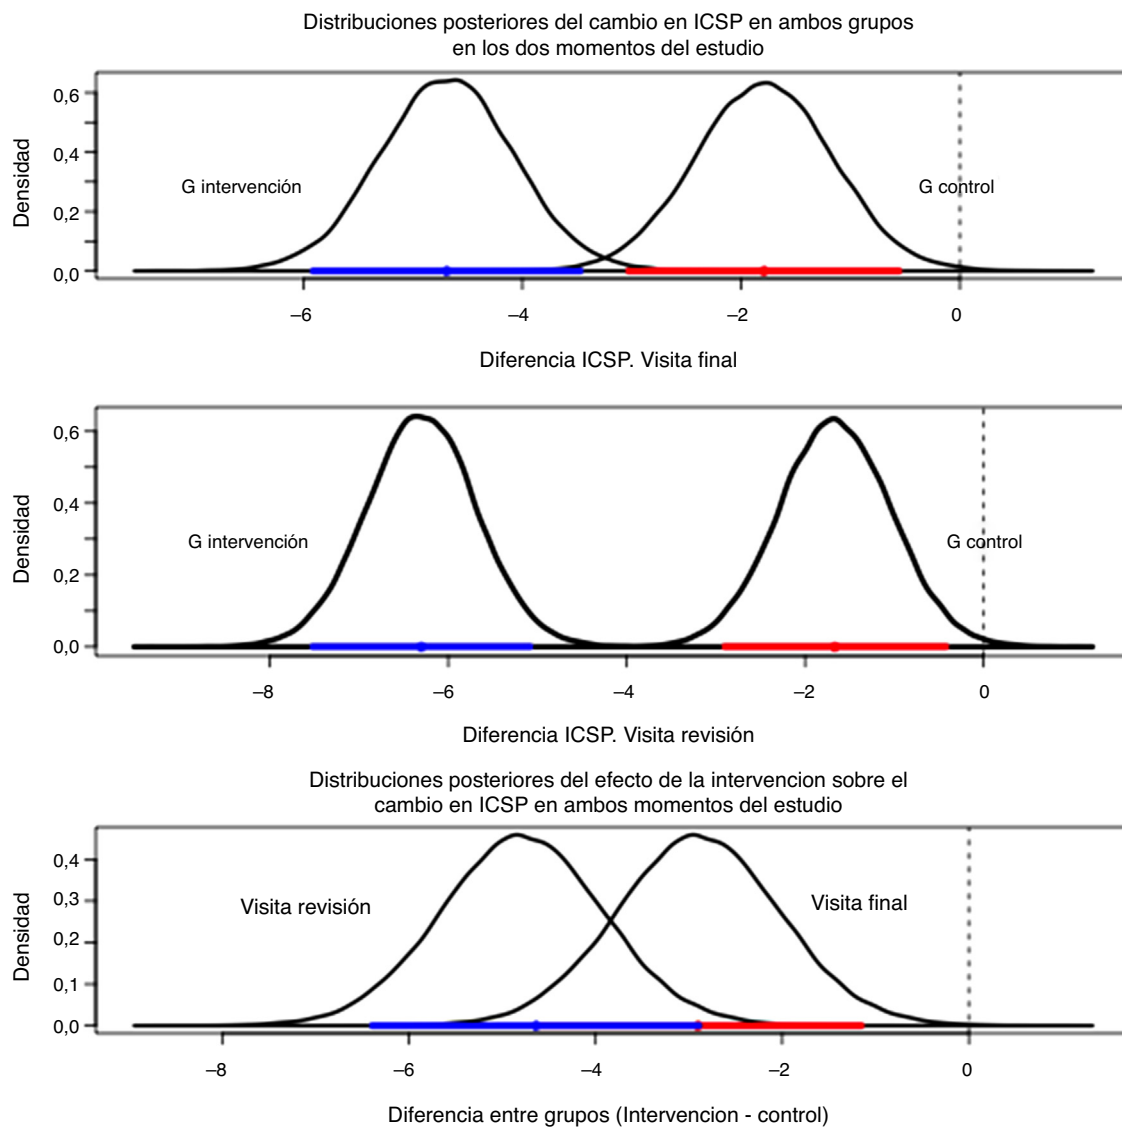 Distribuciones posteriores del cambio en ICSP en ambos grupos
en los dos momentos del estudio
Densidad
0,6
0,4
0,2
0,0
G intervención
G control
–6
–4
–2
0
Diferencia ICSP. Visita final
Densidad
0,6
0,4
0,2
0,0
G intervención
G control
–8
–6
–4
–2
0
Diferencia ICSP. Visita revisión
Distribuciones posteriores del efecto de la intervencion sobre el
cambio en ICSP en ambos momentos del estudio
Densidad
0,4
0,3
0,2
0,1
0,0
Visita revisión
Visita final
–8
–6
–4
–2
0
Diferencia entre grupos (Intervencion - control)